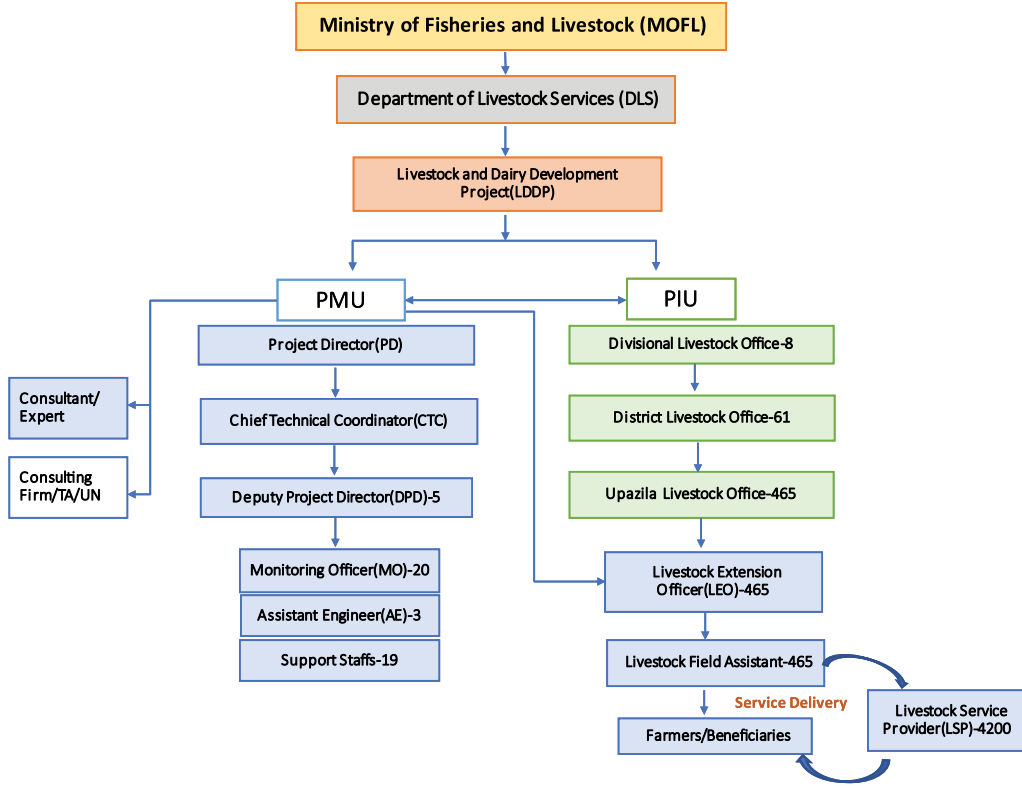 Ministry of Fisheries and Livestock (MOFL)
Department of Livestock Services (DLS)
Livestock and Dairy Development
Project(LDDP)
PMU
PIU
Project Director(PD)
Chief Technical Coordinator(CTC)
Deputy Project Director(DPD)-5
Monitoring Officer(MO)-20
Assistant Engineer(AE)-3
Support Staffs-19
Consultant/
Expert
Consulting
Firm/TA/UN
Divisional Livestock Office-8
District Livestock Office-61
Upazila Livestock Office-465
Livestock Extension
Officer(LEO)-465
Livestock Field Assistant-465
Service Delivery
Livestock Service
Provider(LSP)-4200
Farmers/Beneficiaries